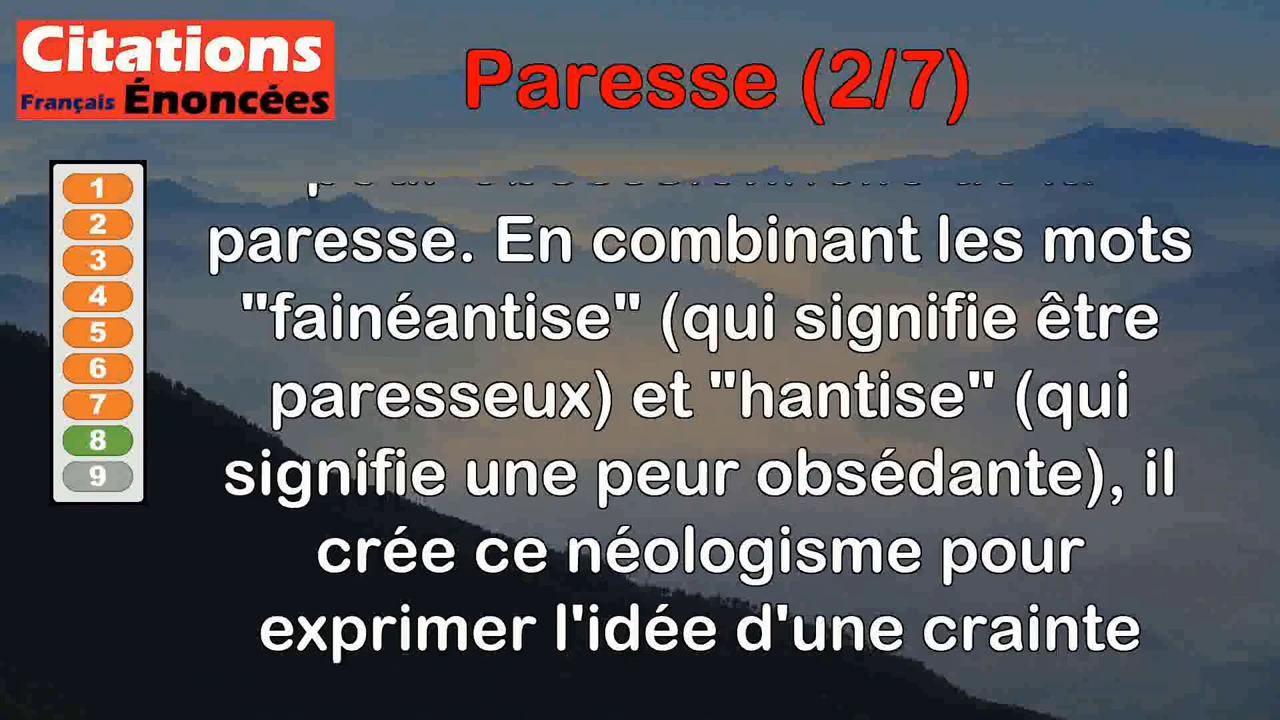 Citations
Français Énoncées
Paresse (2/7)
1
2
3
4
5
6
7
8
9
paresse. En combinant les mots
"fainéantise" (qui signifie être
paresseux) et "hantise" (qui
signifie une peur obsédante), il
crée ce néologisme pour
exprimer l'idée d'une crainte